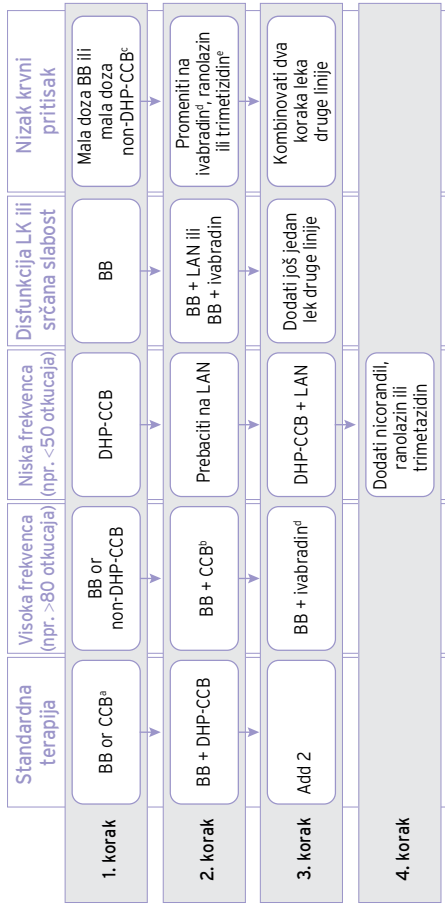 Standardna
terapija
Visoka frekvenca
(npr. >80 otkucaja)
Niska frekvenca
(npr. <50 otkucaja)
Disfunkcija LK ili
srčana slabost
Nizak krvni
pritisak
1. korak
BB or CCBᵃ
BB or
non-DHP-CCB
DHP-CCB
BB
Mala doza BB ili
mala doza
non-DHP-CCBᶜ
2. korak
BB + DHP-CCB
BB + CCBᵇ
Prebaciti na LAN
BB + LAN ili
BB + ivabradin
Promeniti na
ivabradinᵈ, ranolazin
ili trimetizidinᵉ
3. korak
Add 2
BB + ivabradinᵈ
DHP-CCB + LAN
Dodati još jedan
lek druge linije
Kombinovati dva
koraka leka
druge linije
4. korak
Dodati nicorandil,
ranolazin ili
trimetazidin